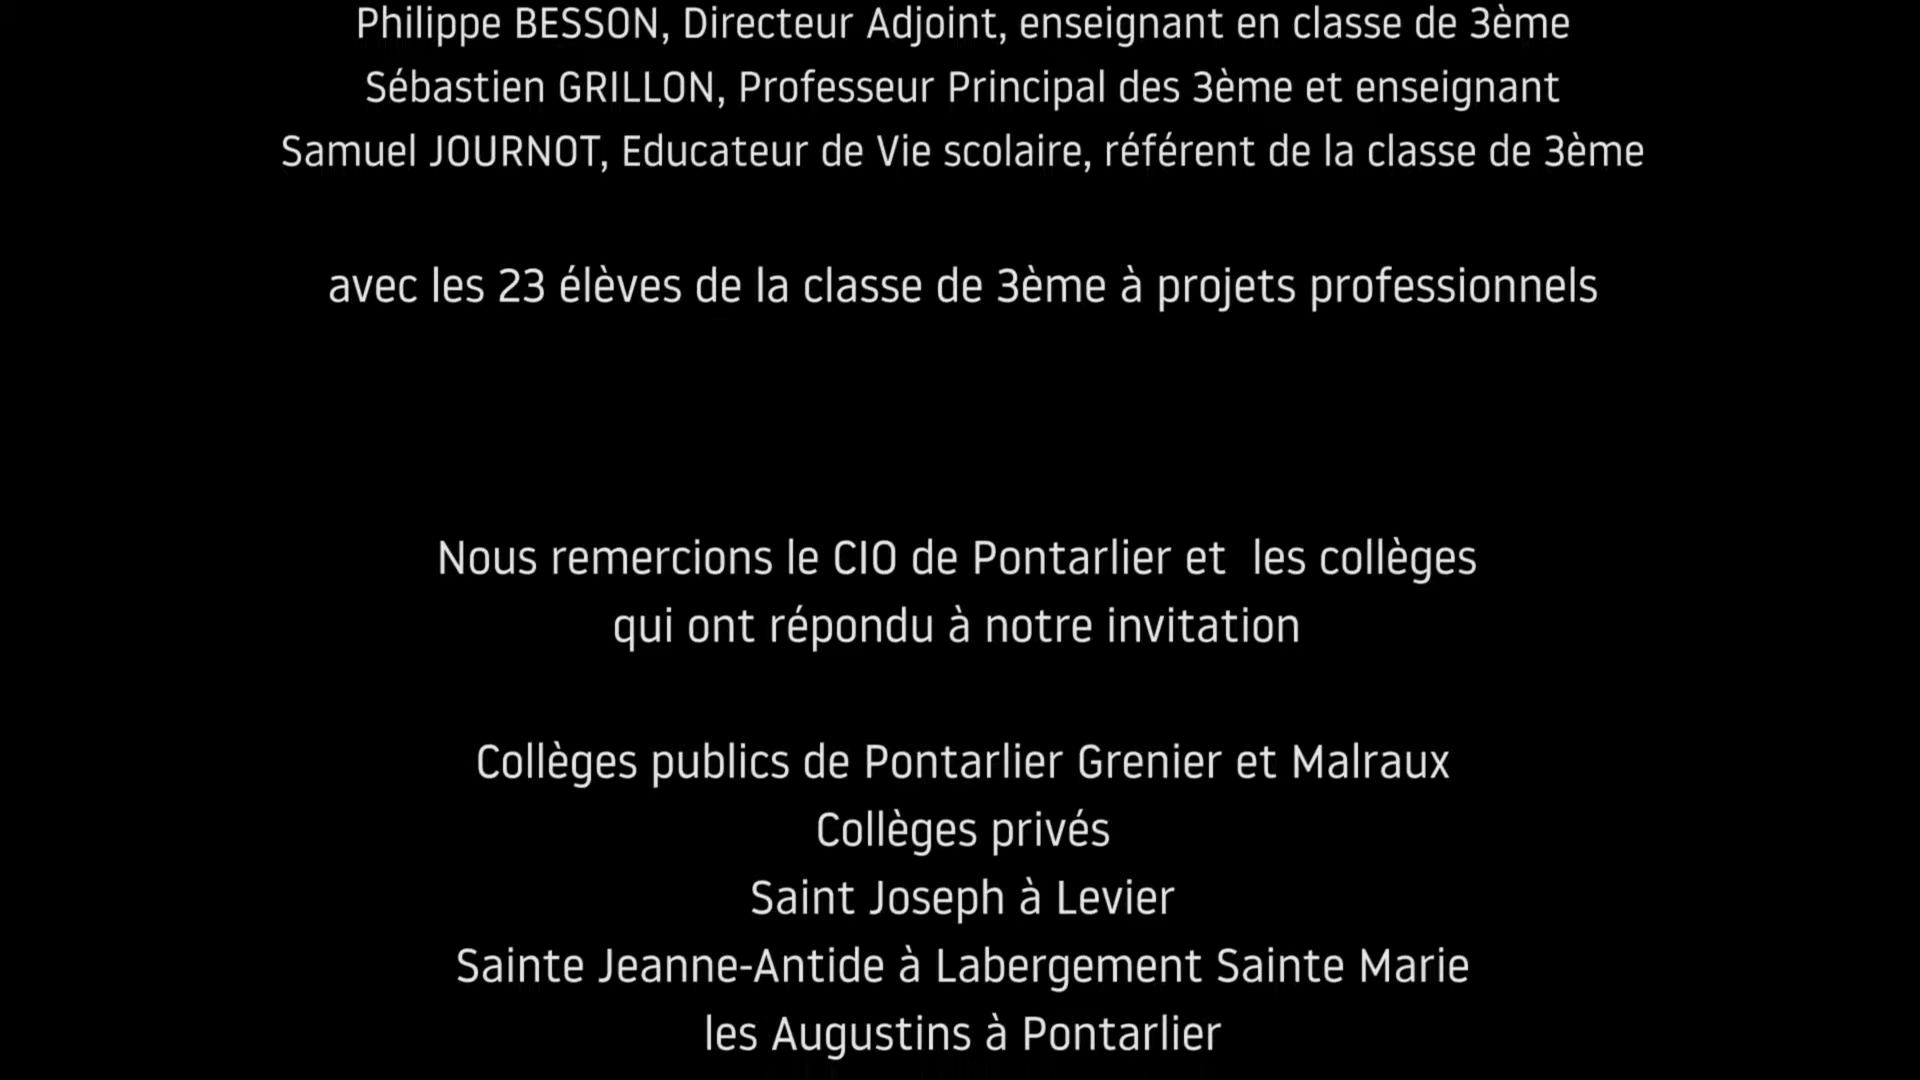 Philippe BESSON, Directeur Adjoint, enseignant en classe de 3ème
Sébastien GRILLON, Professeur Principal des 3ème et enseignant
Samuel JOURNOT, Educateur de Vie scolaire, référent de la classe de 3ème
avec les 23 élèves de la classe de 3ème à projets professionnels
Nous remercions le CIO de Pontarlier et  les collèges
qui ont répondu à notre invitation
Collèges publics de Pontarlier Grenier et Malraux
Collèges privés
Saint Joseph à Levier
Sainte Jeanne-Antide à Labergement Sainte Marie
les Augustins à Pontarlier